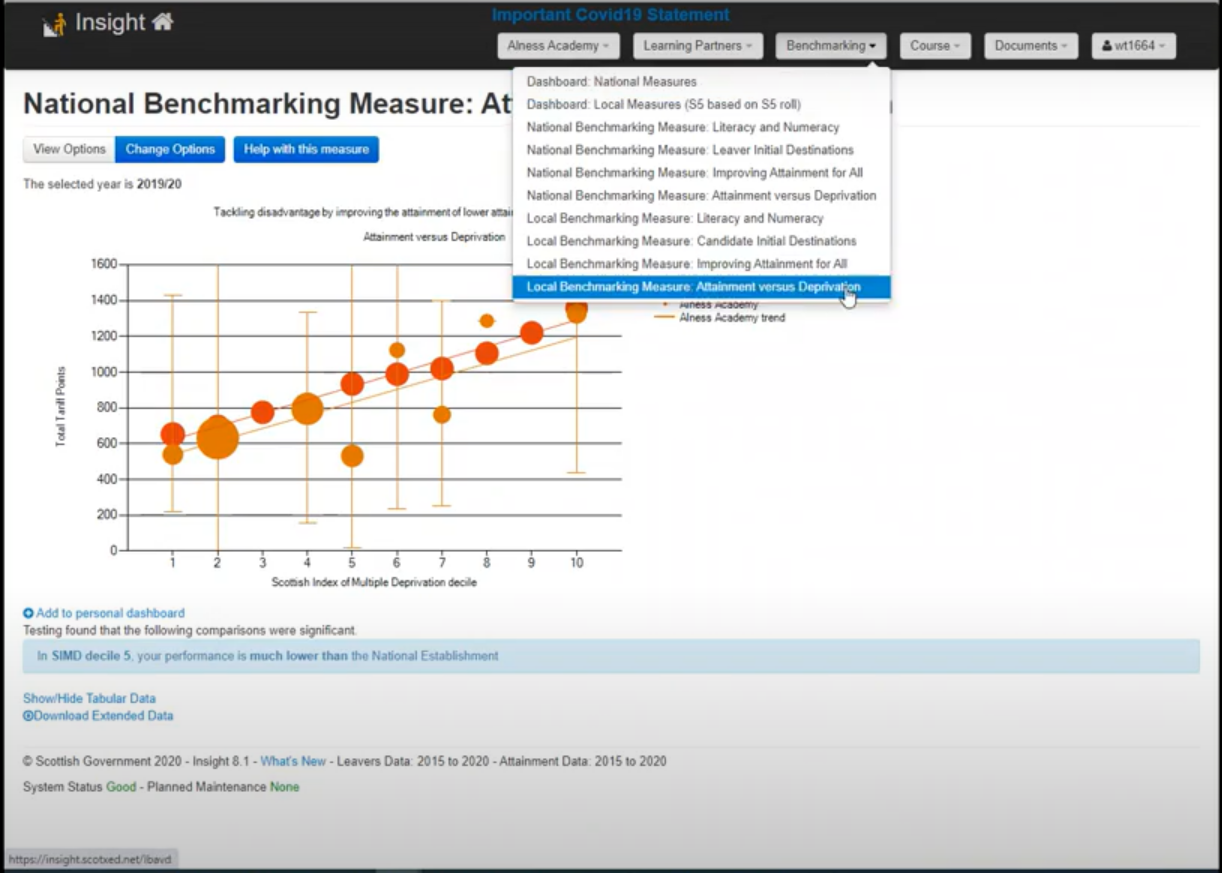 Important Covid19 Statement
Insight
Alness Academy
Learning Partners
Benchmarking
Course
Documents
wt1664
National Benchmarking Measure:
Dashboard: National Measures
Dashboard: Local Measures (S5 based on S5 roll)
National Benchmarking Measure: Literacy and Numeracy
National Benchmarking Measure: Leaver Initial Destinations
National Benchmarking Measure: Improving Attainment for All
National Benchmarking Measure: Attainment versus Deprivation
Local Benchmarking Measure: Literacy and Numeracy
Local Benchmarking Measure: Candidate Initial Destinations
Local Benchmarking Measure: Improving Attainment for All
Local Benchmarking Measure: Attainment versus Deprivation
View Options
Change Options
Help with this measure
The selected year is 2019/20
Tackling disadvantage by improving the attainment of lower
Attainment versus Deprivation
Alness Academy
Alness Academy trend
1600
1400
1200
1000
800
600
400
200
0
Total Tariff Points
1 2 3 4 5 6 7 8 9 10
Scottish Index of Multiple Deprivation decile
Add to personal dashboard
Testing found that the following comparisons were significant.
In SIMD decile 5, your performance is much lower than the National Establishment
Show/Hide Tabular Data
Download Extended Data
© Scottish Government 2020 - Insight 8.1 - What's New - Leavers Data: 2015 to 2020 - Attainment Data: 2015 to 2020
System Status Good - Planned Maintenance None
https://insight.scotxed.net/lbavd